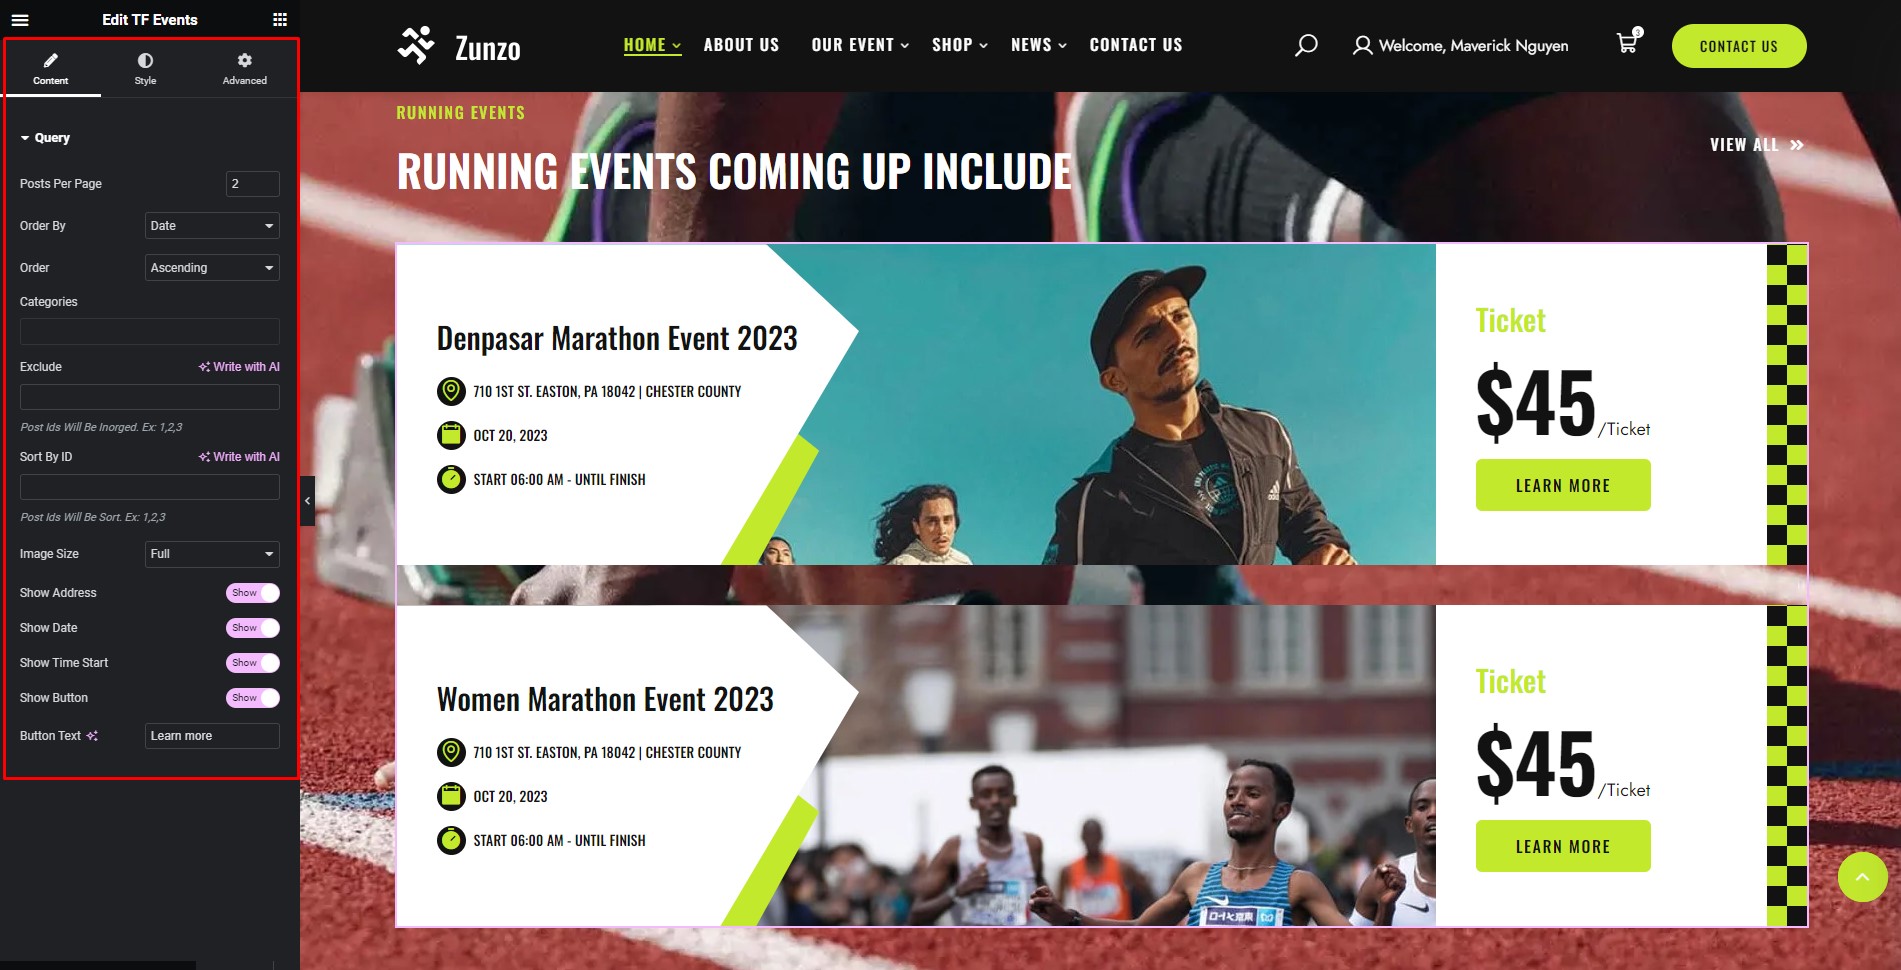 Edit TF Events
Content
Style
Advanced
Query
Posts Per Page
2
Order By
Date
Order
Ascending
Categories
Exclude
Write with AI
Post Ids Will Be Inorged. Ex: 1,2,3
Sort By ID
Write with AI
Post Ids Will Be Sort. Ex: 1,2,3
Image Size
Full
Show Address
Show
Show Date
Show
Show Time Start
Show
Show Button
Show
Button Text
Learn more
Zunzo
HOME
ABOUT US
OUR EVENT
SHOP
NEWS
CONTACT US
Welcome, Maverick Nguyen
3
CONTACT US
RUNNING EVENTS
RUNNING EVENTS COMING UP INCLUDE
VIEW ALL
Denpasar Marathon Event 2023
710 1ST ST. EASTON, PA 18042 | CHESTER COUNTY
OCT 20, 2023
START 06:00 AM - UNTIL FINISH
adidas
Ticket
$45 /Ticket
LEARN MORE
Women Marathon Event 2023
710 1ST ST. EASTON, PA 18042 | CHESTER COUNTY
OCT 20, 2023
START 06:00 AM - UNTIL FINISH
Ticket
$45 /Ticket
LEARN MORE